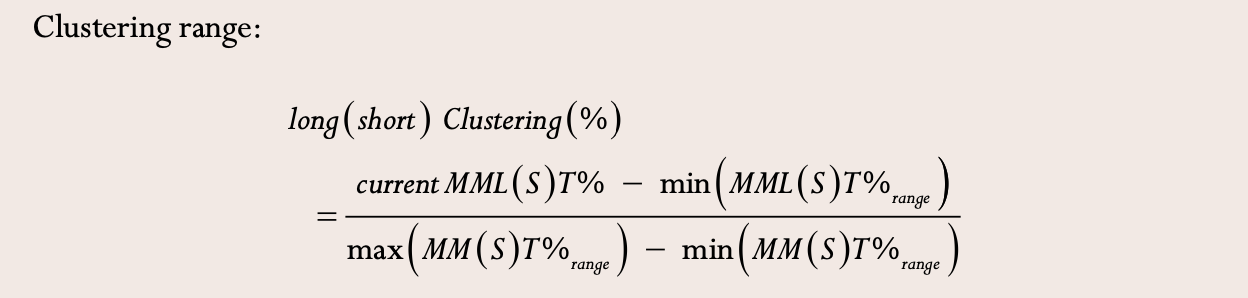 Clustering range:
long(short) Clustering(%)
current MML(S)T% − min(MML(S)T%range)
=
max(MM(S)T%range) − min(MM(S)T%range)